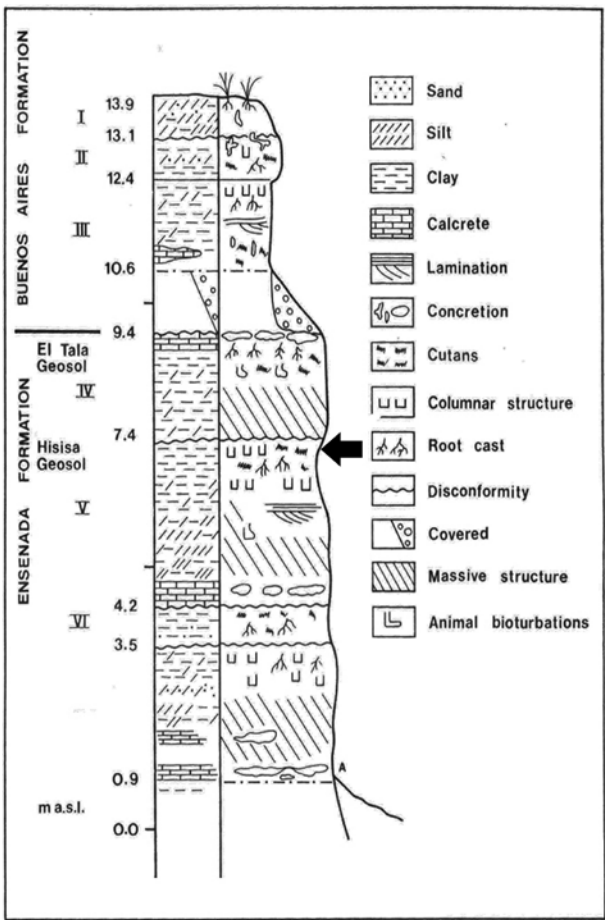 BUENOS AIRES FORMATION
ENSENADA FORMATION
13.9
I
13.1
II
12.4
III
10.6
9.4
El Tala
Geosol
IV
7.4
Hisisa
Geosol
V
4.2
VI
3.5
0.9
A
m a.s.l.
0.0
Sand
Silt
Clay
Calcrete
Lamination
Concretion
Cutans
Columnar structure
Root cast
Disconformity
Covered
Massive structure
Animal bioturbations